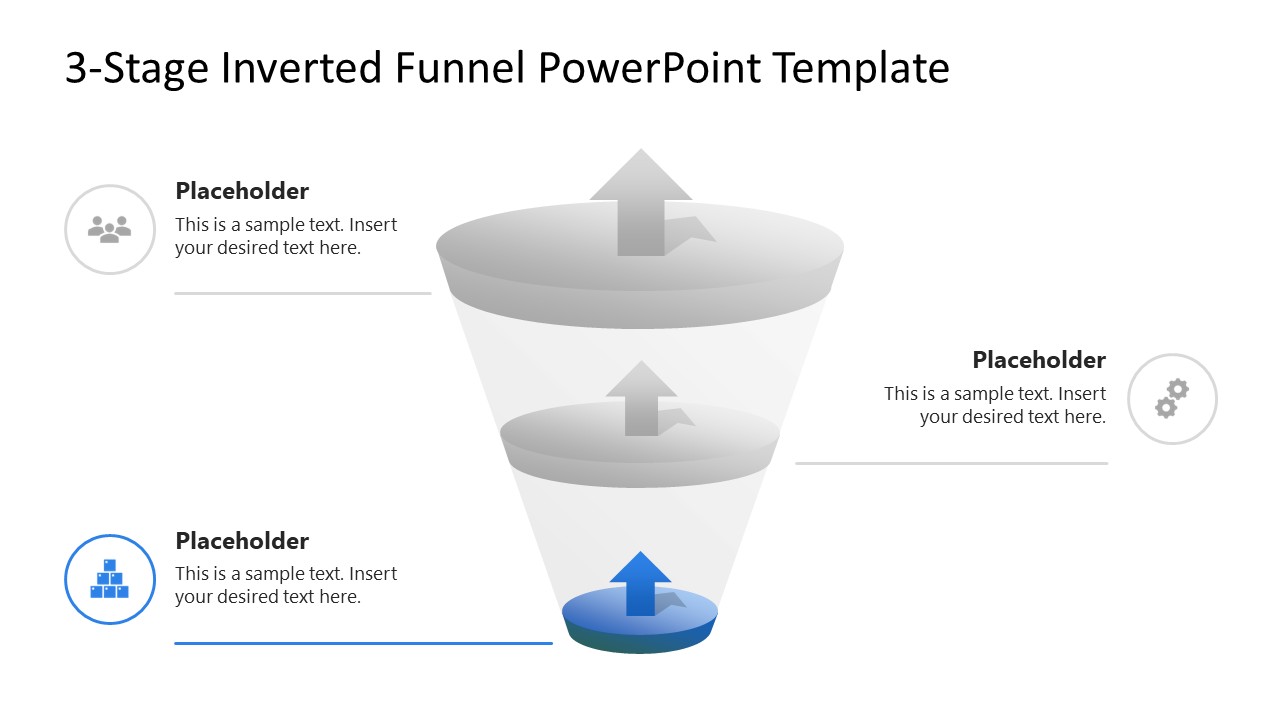 3-Stage Inverted Funnel PowerPoint Template
Placeholder
This is a sample text. Insert
your desired text here.
Placeholder
This is a sample text. Insert
your desired text here.
Placeholder
This is a sample text. Insert
your desired text here.